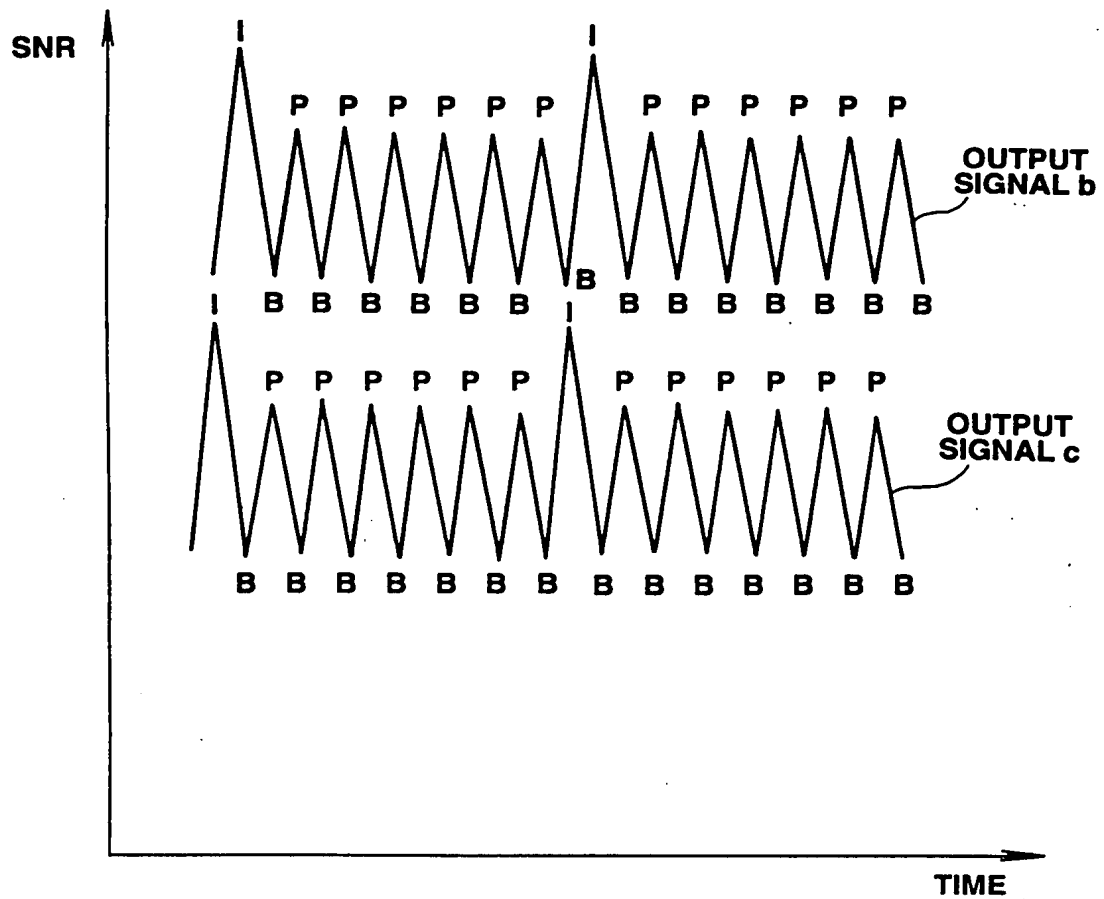 SNR
I I
P P P P P P P P P P P P
OUTPUT
SIGNAL b
B
B B B B B B B B B B B B B
I I
P P P P P P P P P P P P
OUTPUT
SIGNAL c
B B B B B B B B B B B B B B
TIME